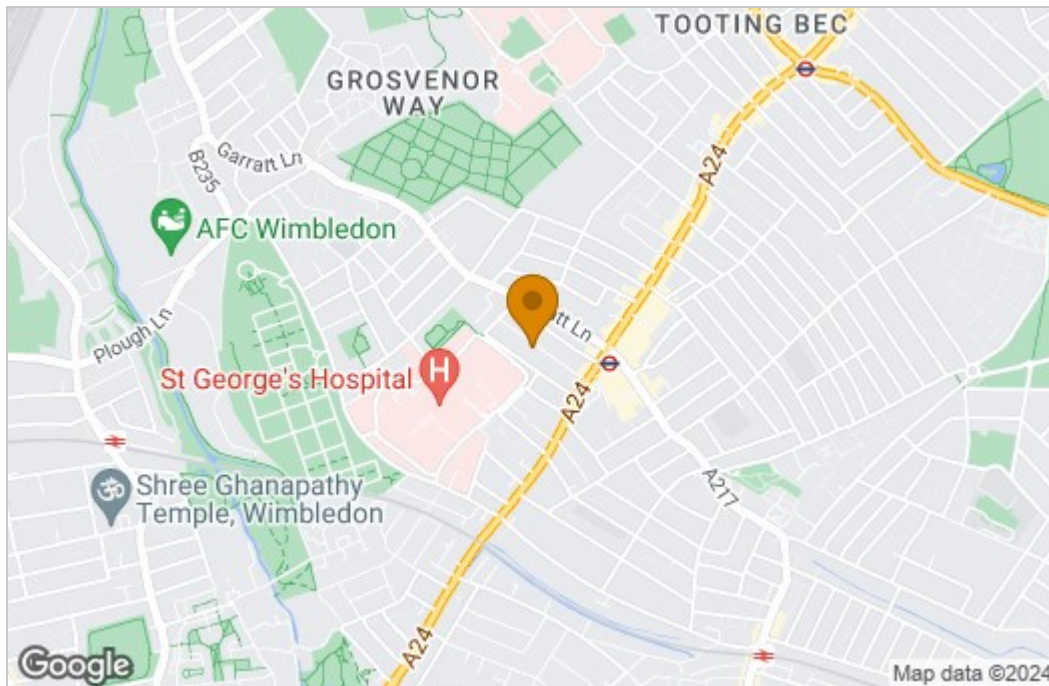 TOOTING BEC
GROSVENOR
WAY
Garratt Ln
B235
A24
AFC Wimbledon
Plough Ln
att Ln
H
St George's Hospital
A24
Shree Ghanapathy
Temple, Wimbledon
ॐ
A217
A24
Google
Map data ©2024